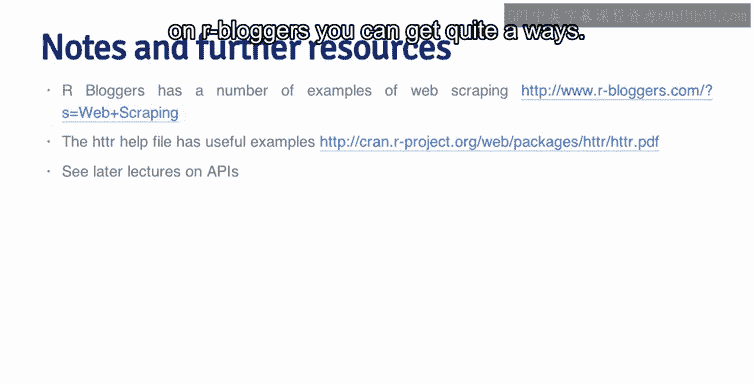 on r-bloggers you can get quite a ways.
Notes and further resources
· R Bloggers has a number of examples of web scraping http://www.r-bloggers.com/?
s=Web+Scraping
· The httr help file has useful examples http://cran.r-project.org/web/packages/httr/httr.pdf
· See later lectures on APIs